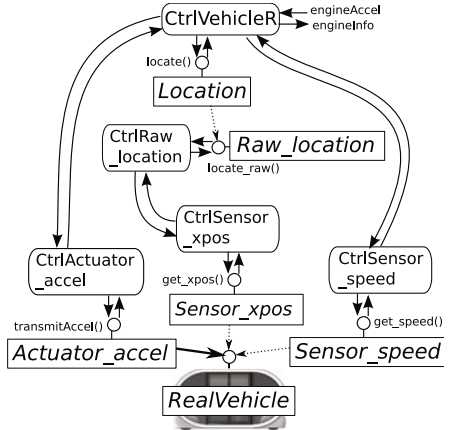 CtrlVehicleR
engineAccel
engineInfo
locate()
Location
CtrlRaw
_location
Raw_location
locate_raw()
CtrlSensor
_xpos
CtrlActuator
_accel
CtrlSensor
_speed
get_xpos()
transmitAccel()
get_speed()
Sensor_xpos
Actuator_accel
Sensor_speed
RealVehicle